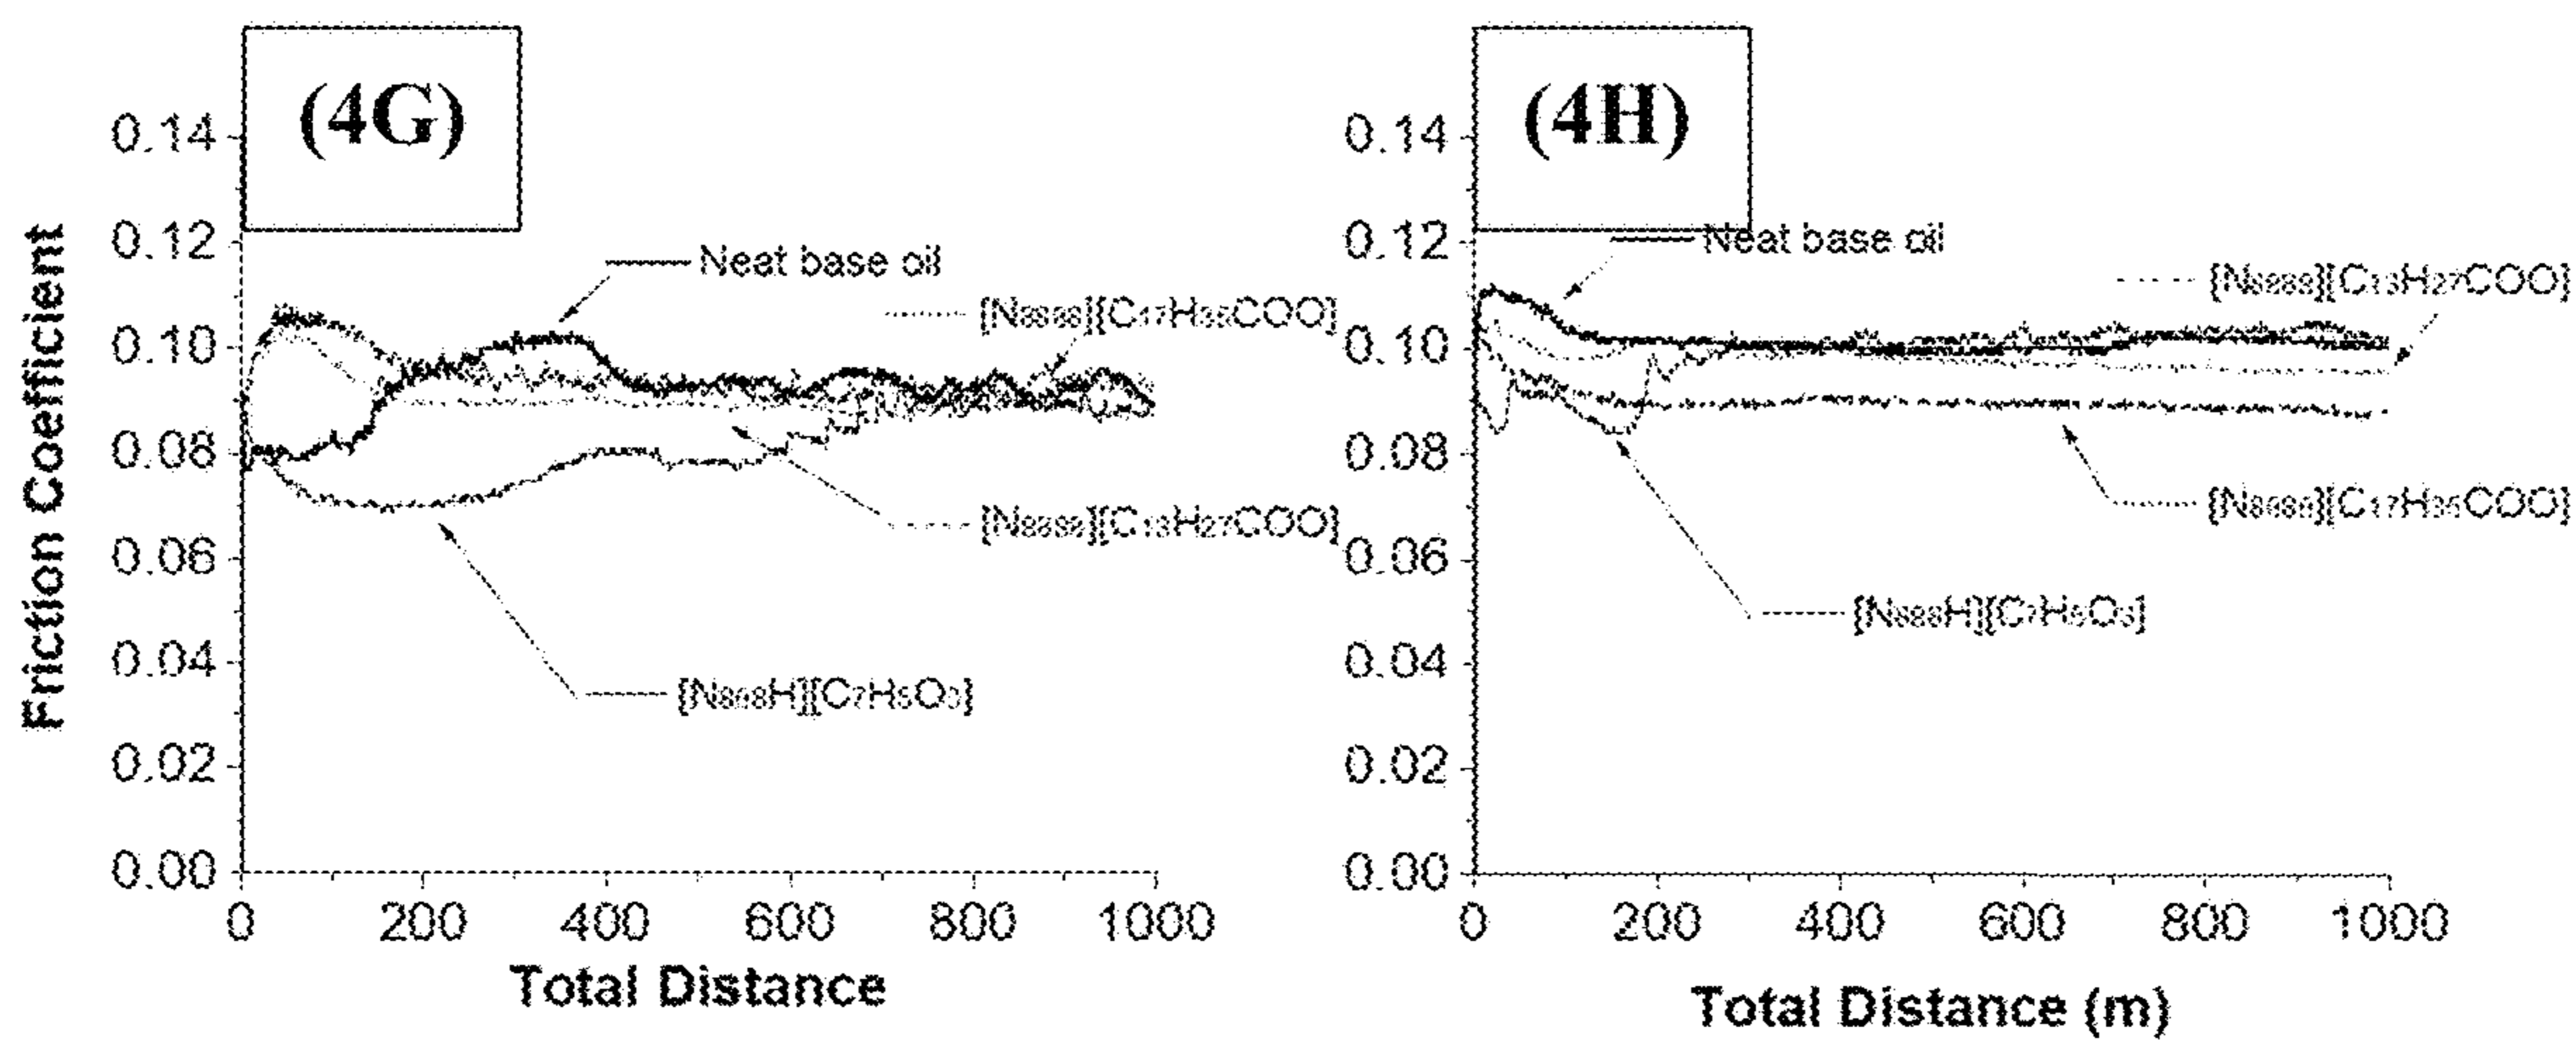 (4G)
Friction Coefficient
0.14
0.12
0.10
0.08
0.06
0.04
0.02
0.00
Neat base oil
[N8888][C17H35COO]
[N8888][C13H27COO]
[N888H][C7H5O3]
0
200
400
600
800
1000
Total Distance
(4H)
0.14
0.12
0.10
0.08
0.06
0.04
0.02
0.00
Neat base oil
[N8888][C13H27COO]
[N8888][C17H35COO]
[N888H][C7H5O3]
0
200
400
600
800
1000
Total Distance (m)